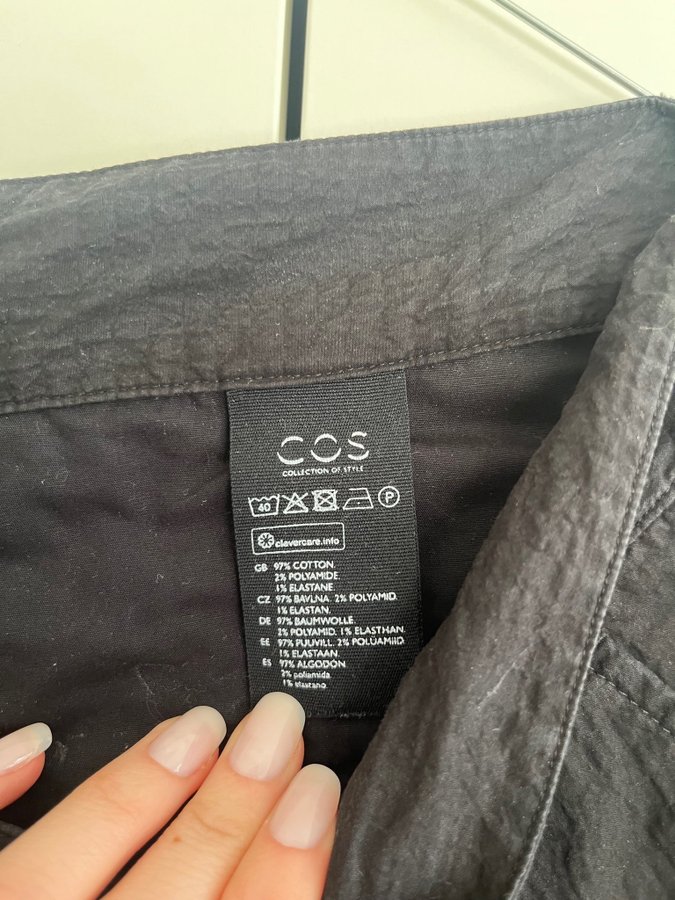 COS
COLLECTION OF STYLE
40 P
clevercare.info
GB 97% COTTON.
2% POLYAMIDE.
1% ELASTANE.
CZ 97% BAVLNA. 2% POLYAMID.
1% ELASTAN.
DE 97% BAUMWOLLE.
2% POLYAMID. 1% ELASTHAN.
EE 97% PUUVILL. 2% POLÜAMIID.
1% ELASTAAN.
ES 97% ALGODÓN.
2% poliamida.
1% elastano